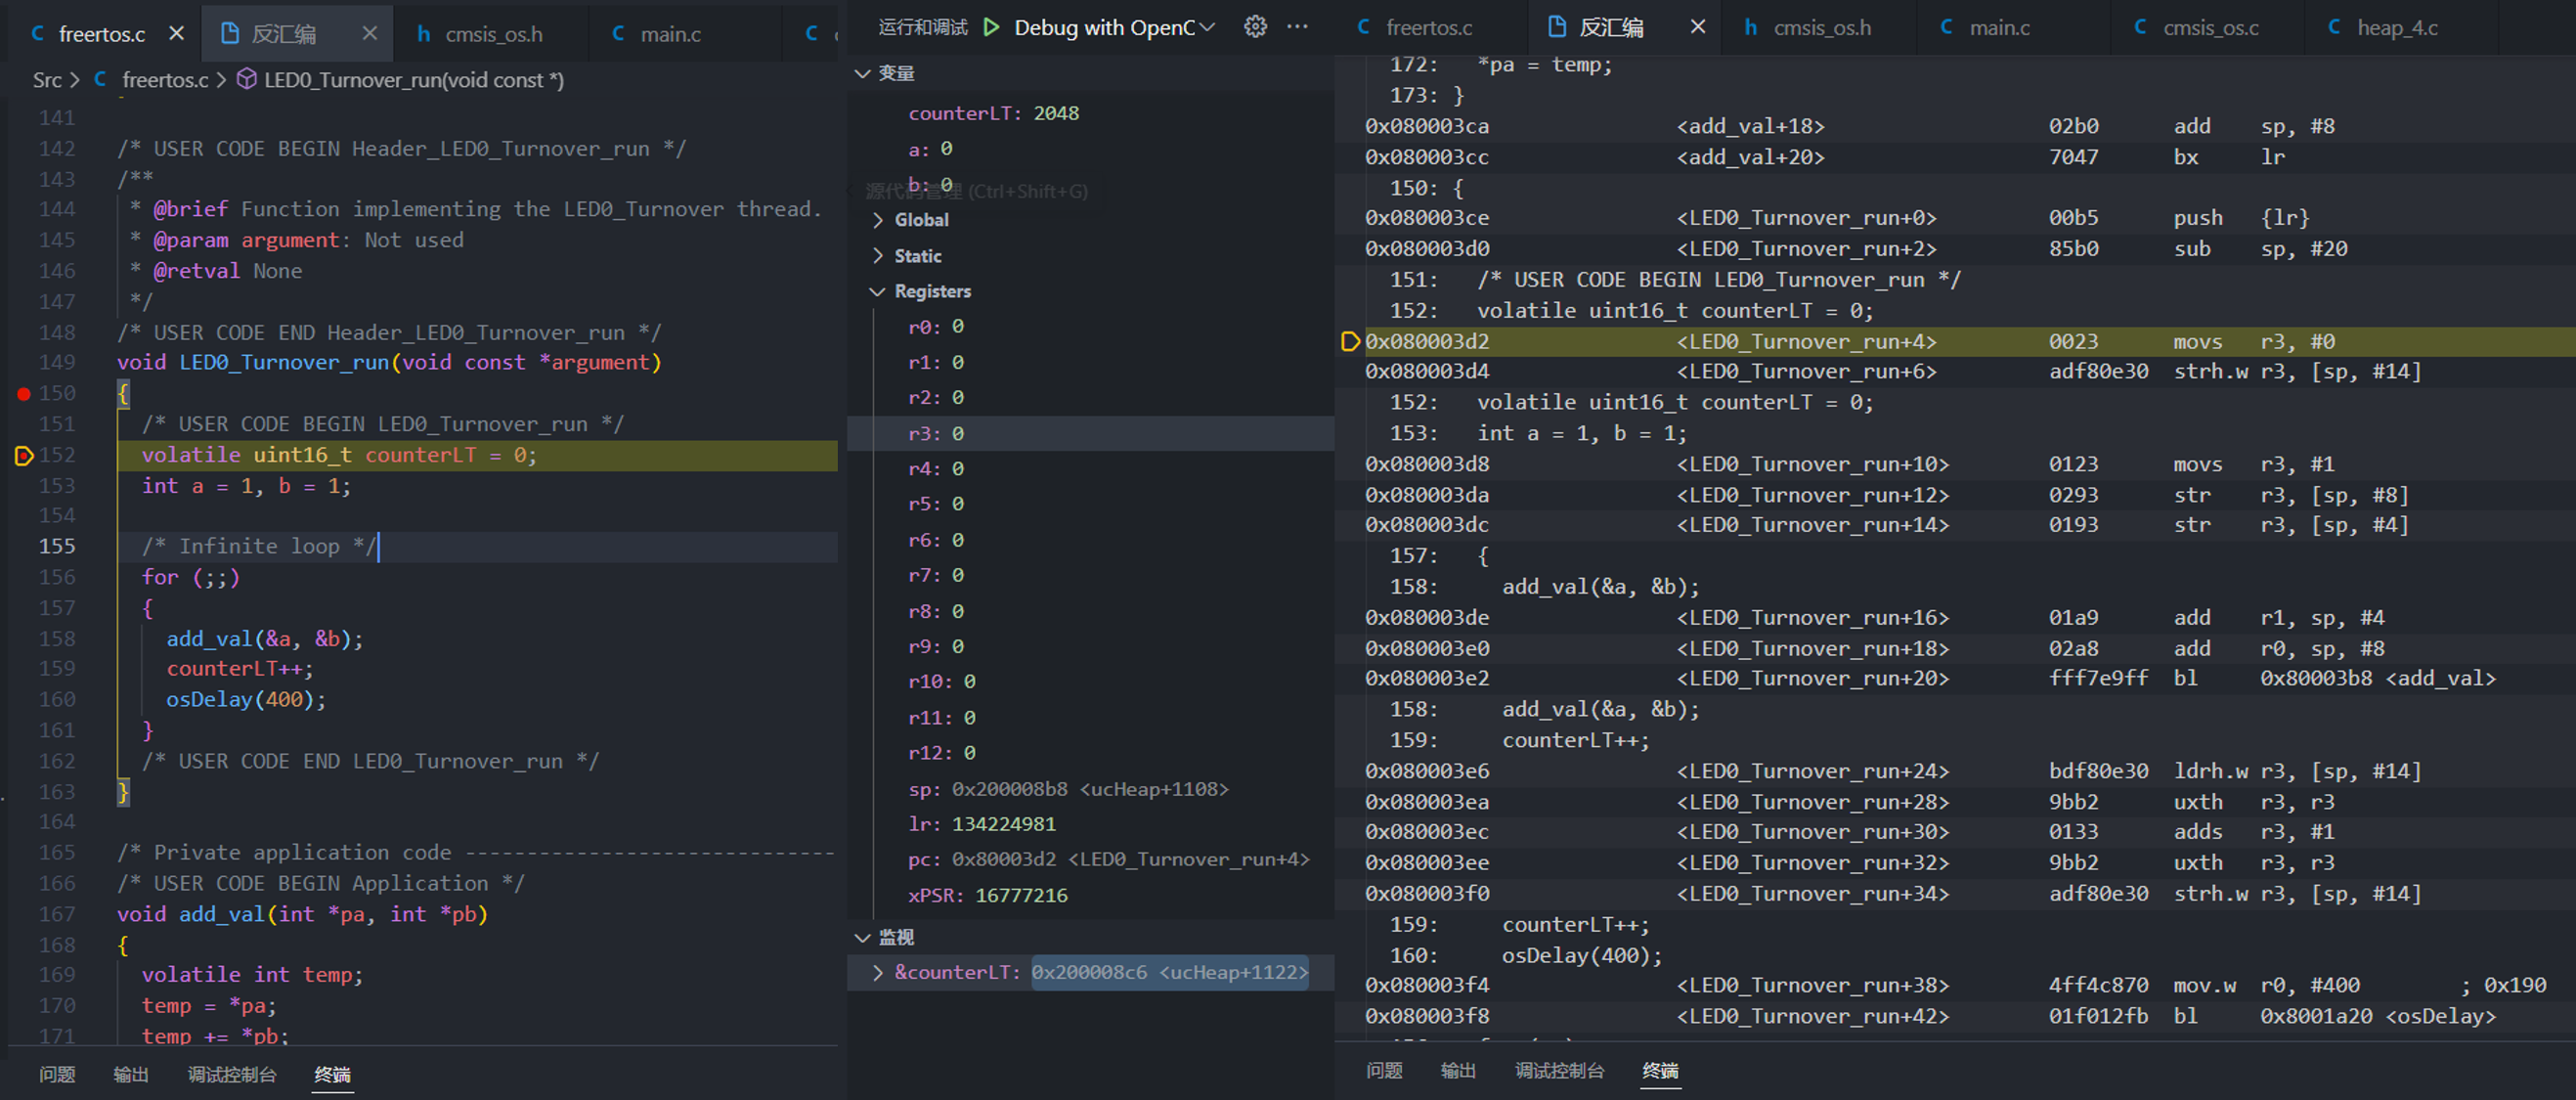 freertos.c
反汇编
cmsis_os.h
main.c
Src > freertos.c > LED0_Turnover_run(void const *)
141
142 /* USER CODE BEGIN Header_LED0_Turnover_run */
143 /**
144 * @brief Function implementing the LED0_Turnover thread.
145 * @param argument: Not used
146 * @retval None
147 */
148 /* USER CODE END Header_LED0_Turnover_run */
149 void LED0_Turnover_run(void const *argument)
150 {
151 /* USER CODE BEGIN LED0_Turnover_run */
152 volatile uint16_t counterLT = 0;
153 int a = 1, b = 1;
154
155 /* Infinite loop */
156 for (;;)
157 {
158 add_val(&a, &b);
159 counterLT++;
160 osDelay(400);
161 }
162 /* USER CODE END LED0_Turnover_run */
163 }
164
165 /* Private application code ------------------------------
166 /* USER CODE BEGIN Application */
167 void add_val(int *pa, int *pb)
168 {
169 volatile int temp;
170 temp = *pa;
171 temp += *pb;
问题 输出 调试控制台 终端
运行和调试 Debug with OpenC
变量
counterLT: 2048
a: 0
b: 0
源代码管理 (Ctrl+Shift+G)
Global
Static
Registers
r0: 0
r1: 0
r2: 0
r3: 0
r4: 0
r5: 0
r6: 0
r7: 0
r8: 0
r9: 0
r10: 0
r11: 0
r12: 0
sp: 0x200008b8 <ucHeap+1108>
lr: 134224981
pc: 0x80003d2 <LED0_Turnover_run+4>
xPSR: 16777216
监视
&counterLT: 0x200008c6 <ucHeap+1122>
freertos.c
反汇编
cmsis_os.h
main.c
cmsis_os.c
heap_4.c
172: *pa = temp;
173: }
0x080003ca <add_val+18> 02b0 add sp, #8
0x080003cc <add_val+20> 7047 bx lr
150: {
0x080003ce <LED0_Turnover_run+0> 00b5 push {lr}
0x080003d0 <LED0_Turnover_run+2> 85b0 sub sp, #20
151: /* USER CODE BEGIN LED0_Turnover_run */
152: volatile uint16_t counterLT = 0;
0x080003d2 <LED0_Turnover_run+4> 0023 movs r3, #0
0x080003d4 <LED0_Turnover_run+6> adf80e30 strh.w r3, [sp, #14]
152: volatile uint16_t counterLT = 0;
153: int a = 1, b = 1;
0x080003d8 <LED0_Turnover_run+10> 0123 movs r3, #1
0x080003da <LED0_Turnover_run+12> 0293 str r3, [sp, #8]
0x080003dc <LED0_Turnover_run+14> 0193 str r3, [sp, #4]
157: {
158: add_val(&a, &b);
0x080003de <LED0_Turnover_run+16> 01a9 add r1, sp, #4
0x080003e0 <LED0_Turnover_run+18> 02a8 add r0, sp, #8
0x080003e2 <LED0_Turnover_run+20> fff7e9ff bl 0x80003b8 <add_val>
158: add_val(&a, &b);
159: counterLT++;
0x080003e6 <LED0_Turnover_run+24> bdf80e30 ldrh.w r3, [sp, #14]
0x080003ea <LED0_Turnover_run+28> 9bb2 uxth r3, r3
0x080003ec <LED0_Turnover_run+30> 0133 adds r3, #1
0x080003ee <LED0_Turnover_run+32> 9bb2 uxth r3, r3
0x080003f0 <LED0_Turnover_run+34> adf80e30 strh.w r3, [sp, #14]
159: counterLT++;
160: osDelay(400);
0x080003f4 <LED0_Turnover_run+38> 4ff4c870 mov.w r0, #400 ; 0x190
0x080003f8 <LED0_Turnover_run+42> 01f012fb bl 0x8001a20 <osDelay>
问题 输出 调试控制台 终端